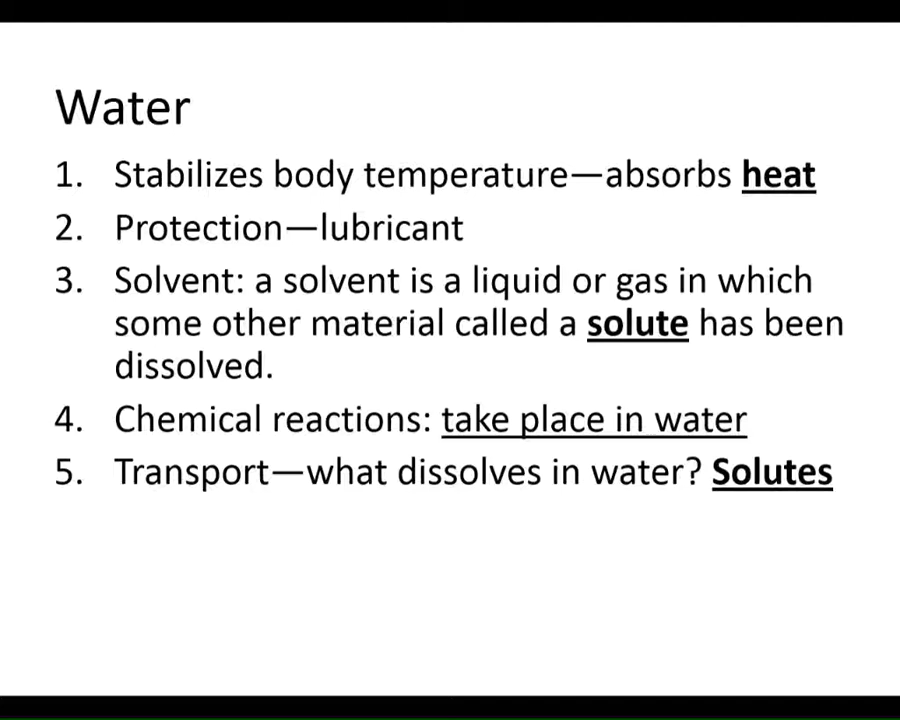 Water
1. Stabilizes body temperature—absorbs heat
2. Protection—lubricant
3. Solvent: a solvent is a liquid or gas in which
some other material called a solute has been
dissolved.
4. Chemical reactions: take place in water
5. Transport—what dissolves in water? Solutes